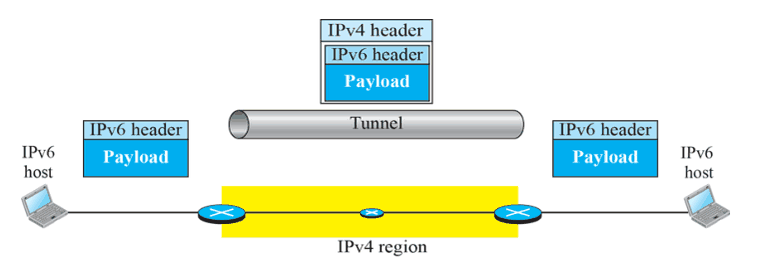 IPv4 header
IPv6 header
Payload
Tunnel
IPv6 header
Payload
IPv6 header
Payload
IPv6
host
IPv6
host
IPv4 region